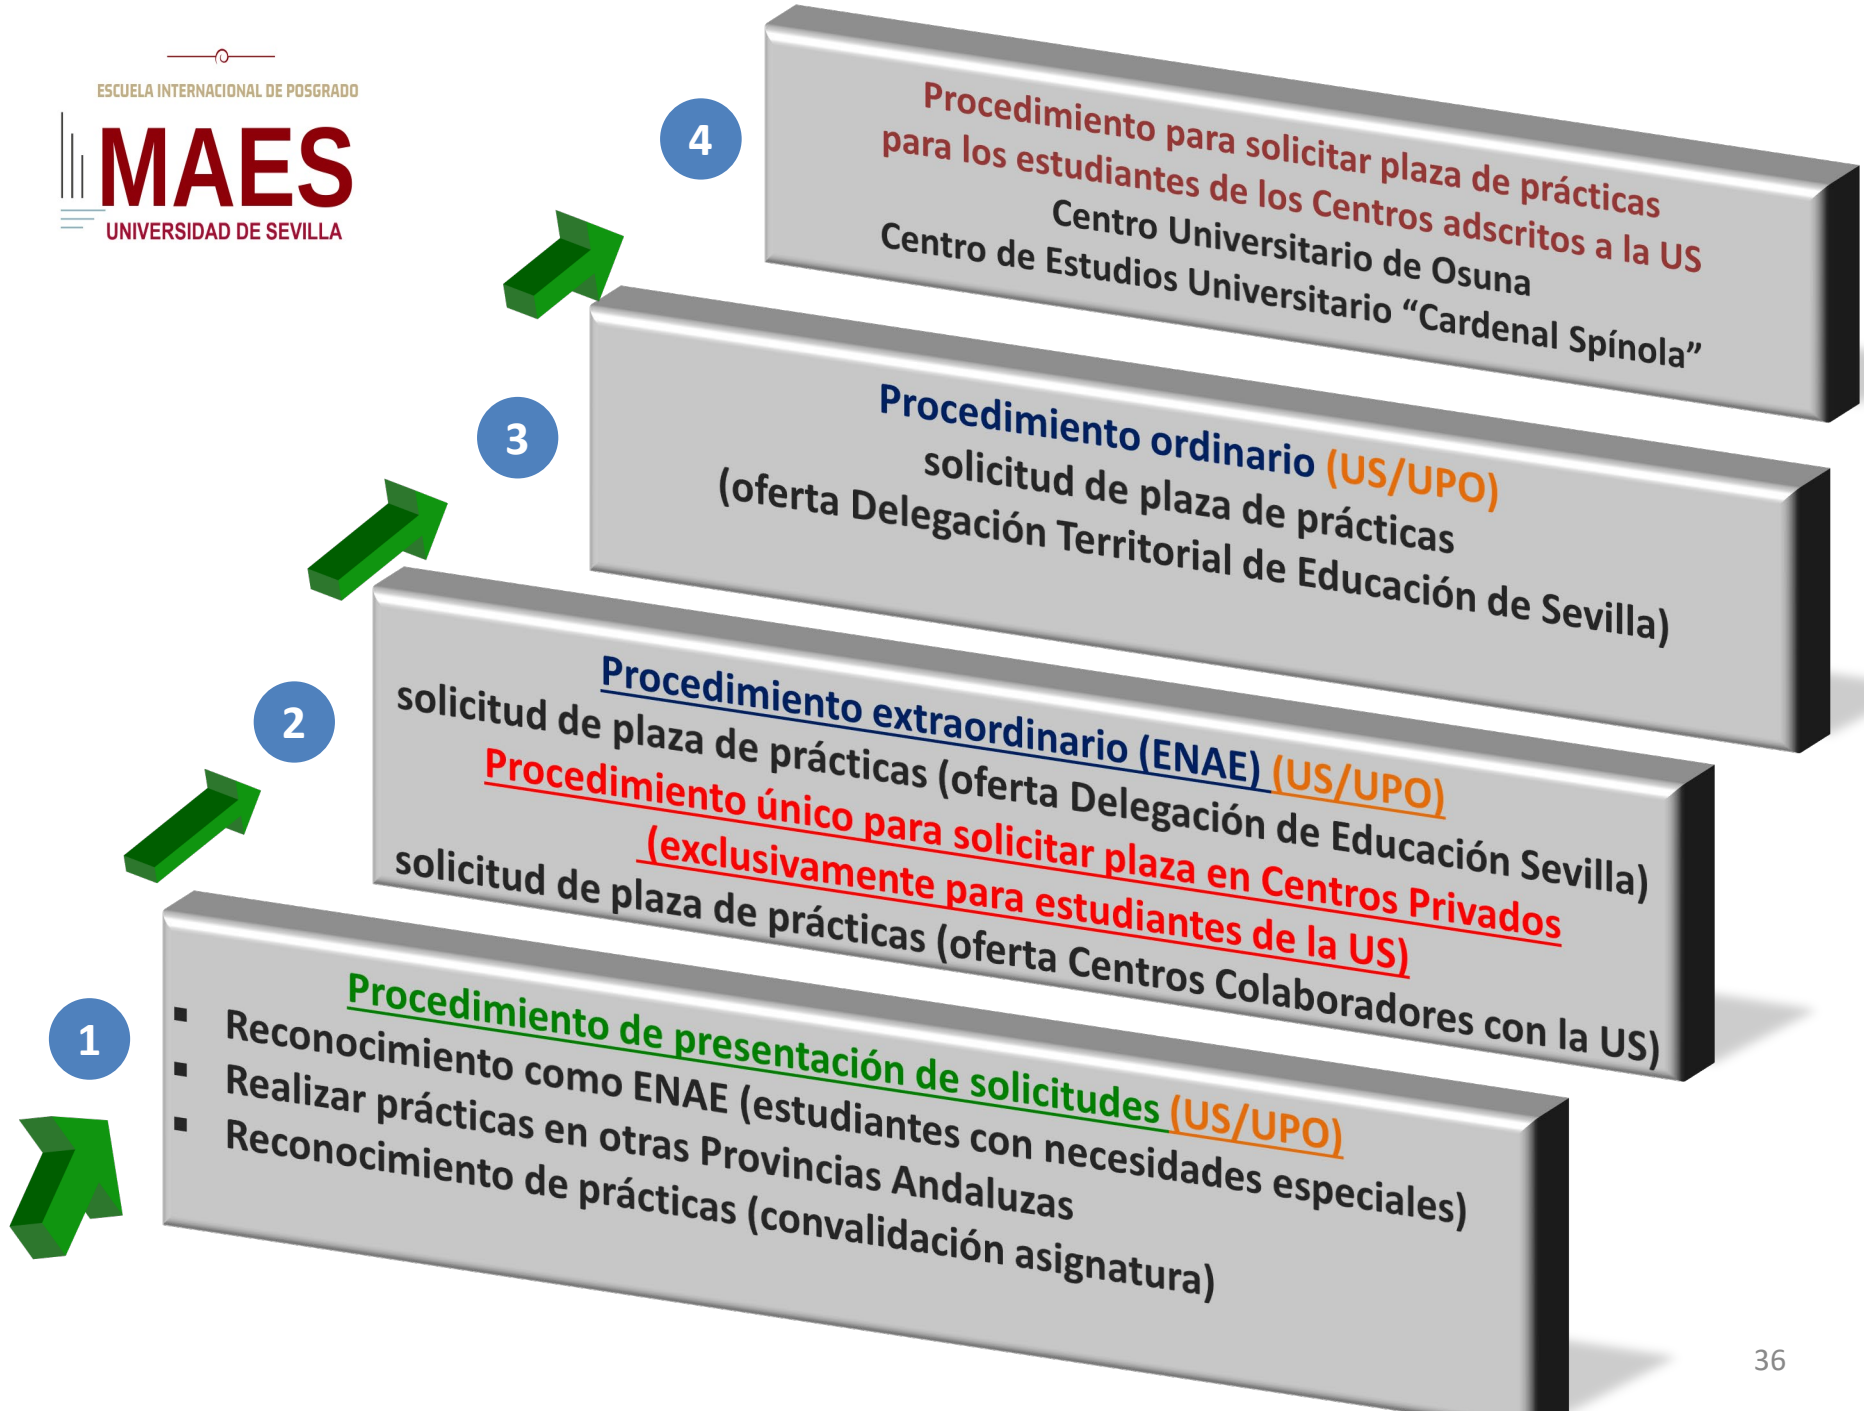 ESCUELA INTERNACIONAL DE POSGRADO
MAES
UNIVERSIDAD DE SEVILLA
4
Procedimiento para solicitar plaza de prácticas
para los estudiantes de los Centros adscritos a la US
Centro Universitario de Osuna
Centro de Estudios Universitario “Cardenal Spínola”
3
Procedimiento ordinario (US/UPO)
solicitud de plaza de prácticas
(oferta Delegación Territorial de Educación de Sevilla)
2
Procedimiento extraordinario (ENAE) (US/UPO)
solicitud de plaza de prácticas (oferta Delegación de Educación Sevilla)
Procedimiento único para solicitar plaza en Centros Privados
(exclusivamente para estudiantes de la US)
solicitud de plaza de prácticas (oferta Centros Colaboradores con la US)
1
Procedimiento de presentación de solicitudes (US/UPO)
▪ Reconocimiento como ENAE (estudiantes con necesidades especiales)
▪ Realizar prácticas en otras Provincias Andaluzas
▪ Reconocimiento de prácticas (convalidación asignatura)
36